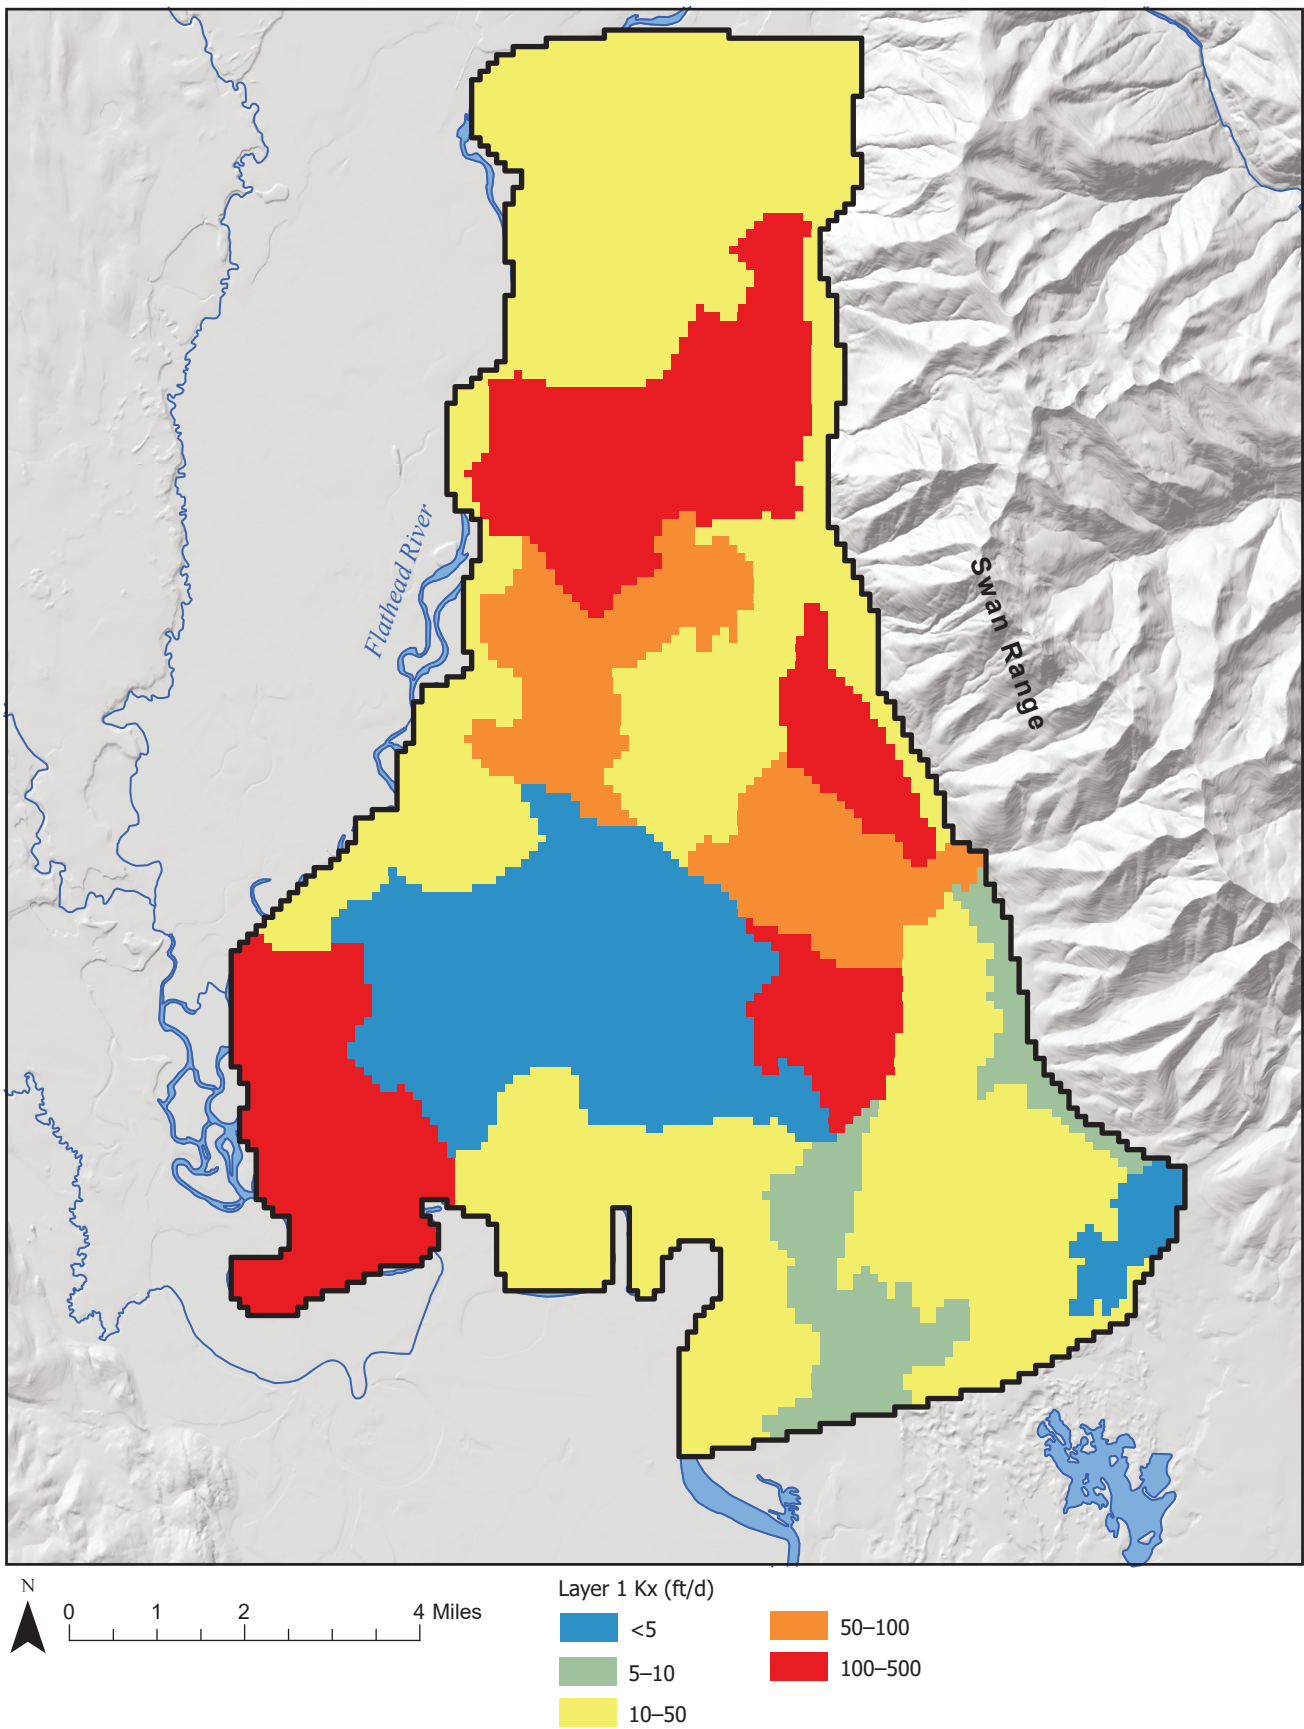 Flathead River
Swan Range
N
0 1 2 4 Miles
Layer 1 Kx (ft/d)
<5
5–10
10–50
50–100
100–500